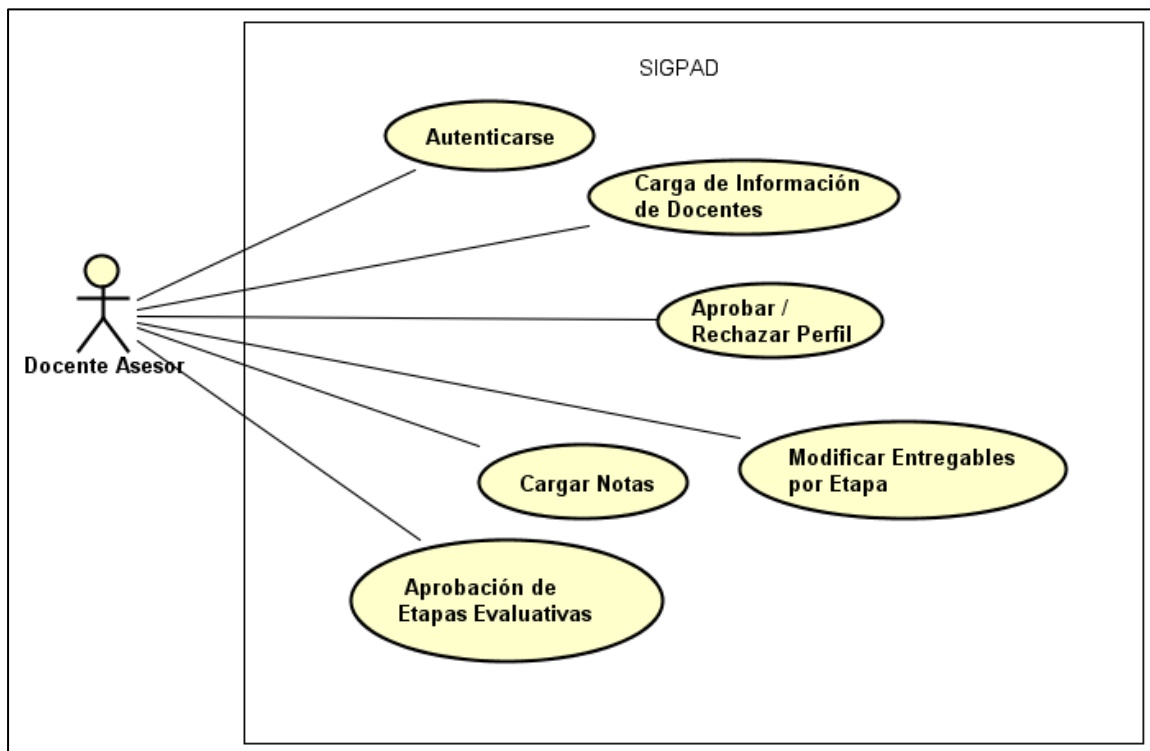 SIGPAD
Autenticarse
Carga de Información
de Docentes
Aprobar /
Rechazar Perfil
Docente Asesor
Modificar Entregables
por Etapa
Cargar Notas
Aprobación de
Etapas Evaluativas